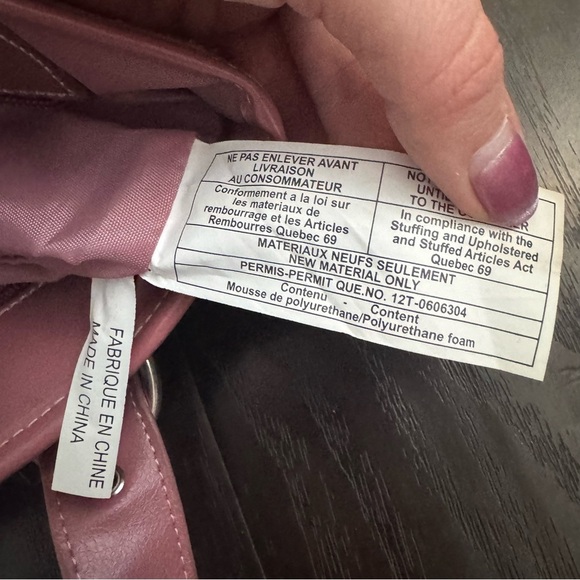 NE PAS ENLEVER AVANT
LIVRAISON
AU CONSOMMATEUR
NOT
UNTI
TO THE
Conformement a la loi sur
les materiaux de
rembourrage et les Articles
Rembourres Quebec 69
In compliance with the
Stuffing and Upholstered
and Stuffed Articles Act
Quebec 69
MATERIAUX NEUFS SEULEMENT
NEW MATERIAL ONLY
PERMIS-PERMIT QUE.NO. 12T-0606304
Contenu - Content
Mousse de polyurethane/Polyurethane foam
FABRIQUE EN CHINE
MADE IN CHINA